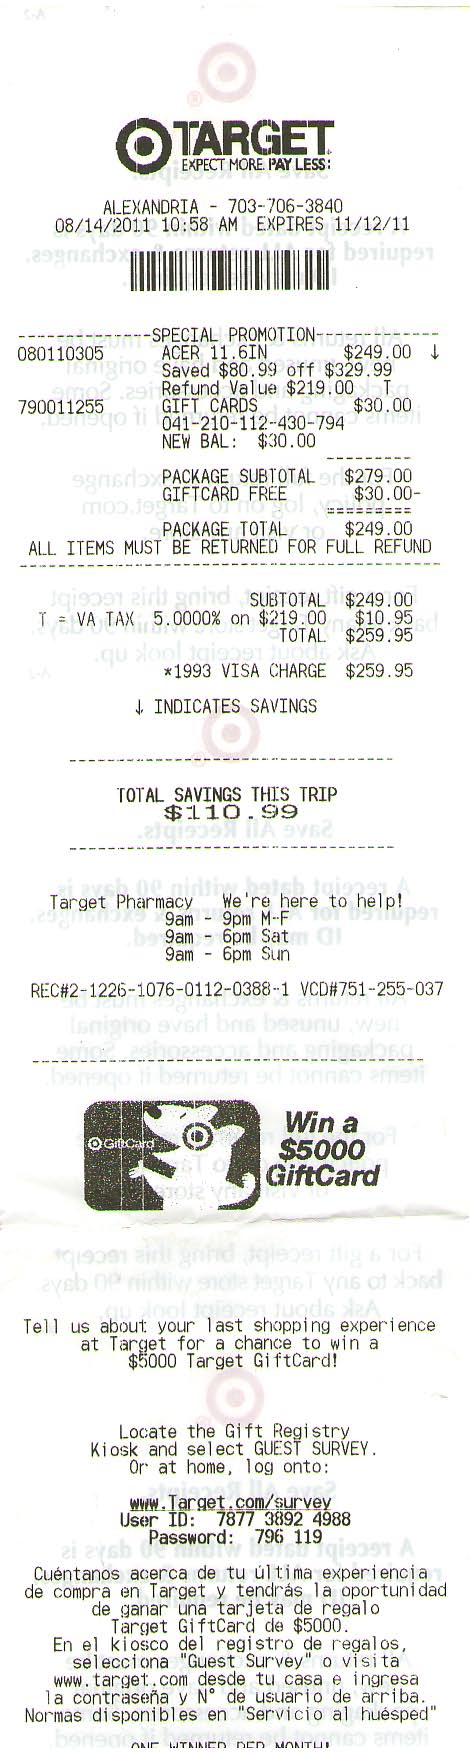 TARGET
EXPECT MORE. PAY LESS.
ALEXANDRIA - 703-706-3840
08/14/2011 10:58 AM EXPIRES 11/12/11
SPECIAL PROMOTION
080110305 ACER 11.6IN $249.00 ↓
Saved $80.99 off $329.99
Refund Value $219.00 T
790011255 GIFT CARDS $30.00
041-210-112-430-794
NEW BAL: $30.00
PACKAGE SUBTOTAL $279.00
GIFTCARD FREE $30.00-
PACKAGE TOTAL $249.00
ALL ITEMS MUST BE RETURNED FOR FULL REFUND
SUBTOTAL $249.00
T = VA TAX 5.0000% on $219.00 $10.95
TOTAL $259.95
*1993 VISA CHARGE $259.95
↓ INDICATES SAVINGS
TOTAL SAVINGS THIS TRIP
$110.99
Target Pharmacy We're here to help!
9am - 9pm M-F
9am - 6pm Sat
9am - 6pm Sun
REC#2-1226-1076-0112-0388-1 VCD#751-255-037
GiftCard
Win a
$5000
GiftCard
Tell us about your last shopping experience
at Target for a chance to win a
$5000 Target GiftCard!
Locate the Gift Registry
Kiosk and select GUEST SURVEY.
Or at home, log onto:
www.Target.com/survey
User ID: 7877 3892 4988
Password: 796 119
Cuéntanos acerca de tu última experiencia
de compra en Target y tendrás la oportunidad
de ganar una tarjeta de regalo
Target GiftCard de $5000.
En el kiosco del registro de regalos,
selecciona "Guest Survey" o visita
www.target.com desde tu casa e ingresa
la contraseña y N° de usuario de arriba.
Normas disponibles en "Servicio al huésped"
ONE WINNER PER MONTH!